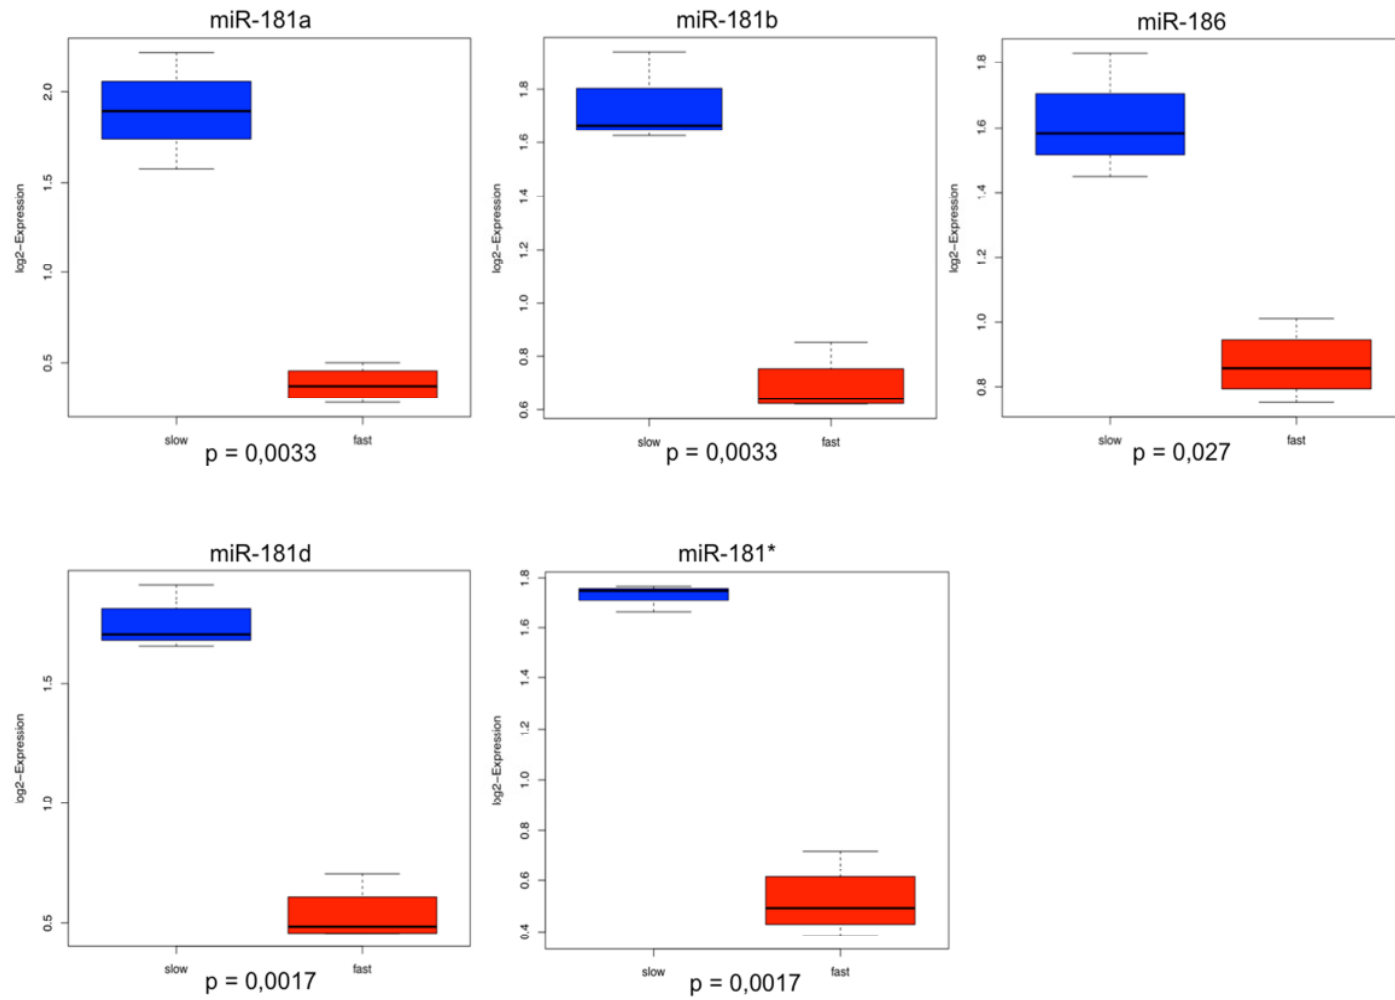 miR-181a
2.0
1.5
1.0
0.5
log2-Expression
slow fast
p = 0,0033
miR-181b
1.8
1.6
1.4
1.2
1.0
0.8
0.6
log2-Expression
slow fast
p = 0,0033
miR-186
1.8
1.6
1.4
1.2
1.0
0.8
log2-Expression
slow fast
p = 0,027
miR-181d
1.5
1.0
0.5
log2-Expression
slow fast
p = 0,0017
miR-181*
1.8
1.6
1.4
1.2
1.0
0.8
0.6
0.4
log2-Expression
slow fast
p = 0,0017